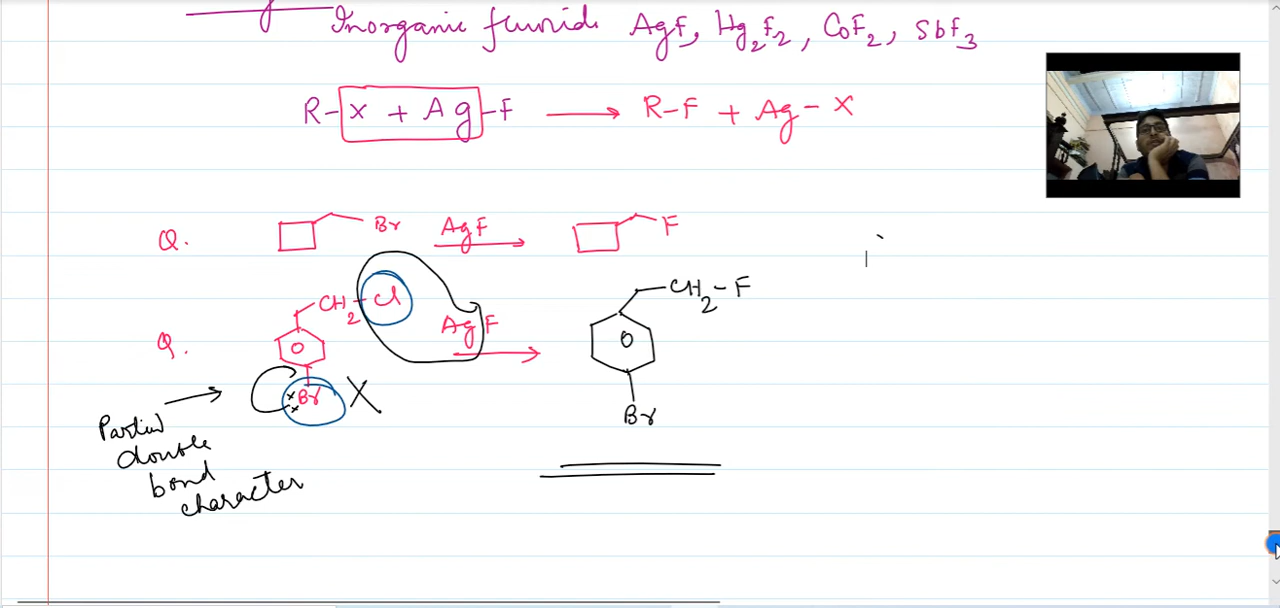 Inorganic fluoride AgF, Hg2F2, CoF2, SbF3
R-X + Ag-F → R-F + Ag-X
Q. Br AgF → F
Q. CH2-Cl AgF → CH2-F
Br X Br
Partial
double
bond
character